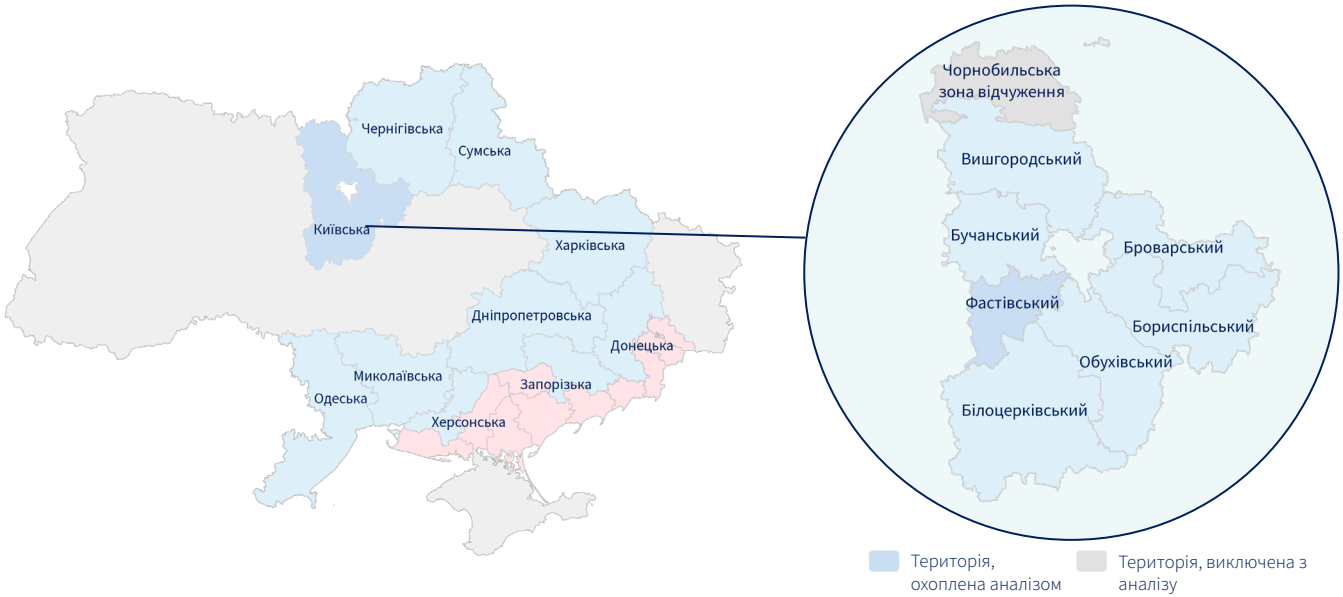 Чернігівська
Сумська
Київська
Харківська
Дніпропетровська
Донецька
Миколаївська
Запорізька
Одеська
Херсонська
Чорнобильська
зона відчуження
Вишгородський
Бучанський
Броварський
Фастівський
Бориспільський
Обухівський
Білоцерківський
Територія,
охоплена аналізом
Територія, виключена з
аналізу